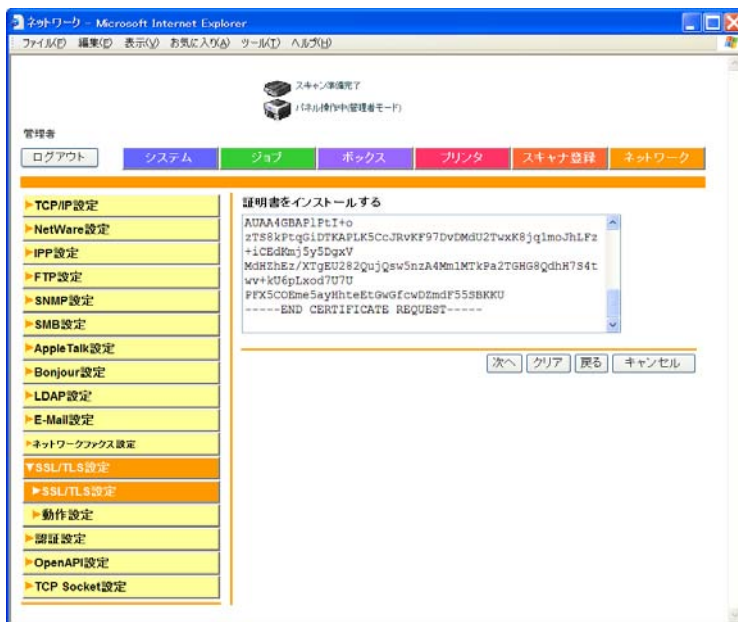 ネットワーク - Microsoft Internet Explorer
ファイル(F) 編集(E) 表示(V) お気に入り(A) ツール(T) ヘルプ(H)
スキャン準備完了
パネル操作中(管理者モード)
管理者
ログアウト システム ジョブ ボックス プリンタ スキャナ登録 ネットワーク
TCP/IP設定
NetWare設定
IPP設定
FTP設定
SNMP設定
SMB設定
AppleTalk設定
Bonjour設定
LDAP設定
E-Mail設定
ネットワークファクス設定
SSL/TLS設定
SSL/TLS設定
動作設定
認証設定
OpenAPI設定
TCP Socket設定
証明書をインストールする
AUAA4GBAPlPtI+o
zTS8kPtqGiDTKAPLK5CcJRvKF97DvDMdU2TwxK8jqlmoJhLFz
+iCEdKmj5y5DgxV
MdHZhEz/XTgEU282QujQsw5nzA4MmlMTkPa2TGHG8QdhH7S4t
wv+kU6pLxod7U7U
PFX5COEme5ayHhteEtGwGfcwDZmdF55SBKKU
-----END CERTIFICATE REQUEST-----
次へ クリア 戻る キャンセル